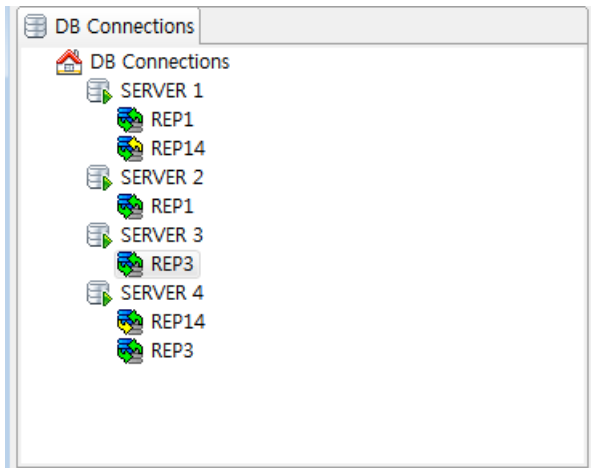 DB Connections
DB Connections
SERVER 1
REP1
REP14
SERVER 2
REP1
SERVER 3
REP3
SERVER 4
REP14
REP3